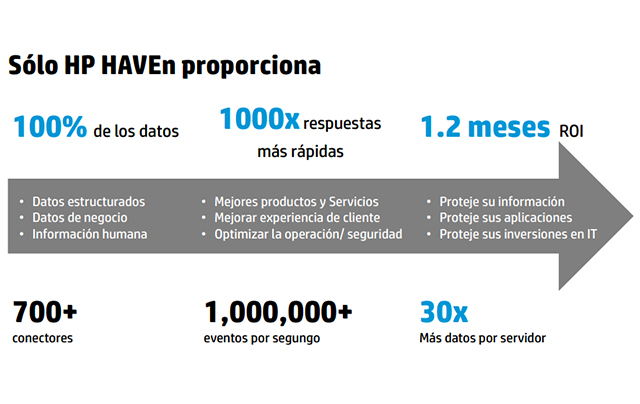 Sólo HP HAVEn proporciona
100% de los datos
1000x respuestas
más rápidas
1.2 meses ROI
• Datos estructurados
• Datos de negocio
• Información humana
• Mejores productos y Servicios
• Mejorar experiencia de cliente
• Optimizar la operación/ seguridad
• Proteje su información
• Proteje sus aplicaciones
• Proteje sus inversiones en IT
700+
conectores
1,000,000+
eventos por segungo
30x
Más datos por servidor